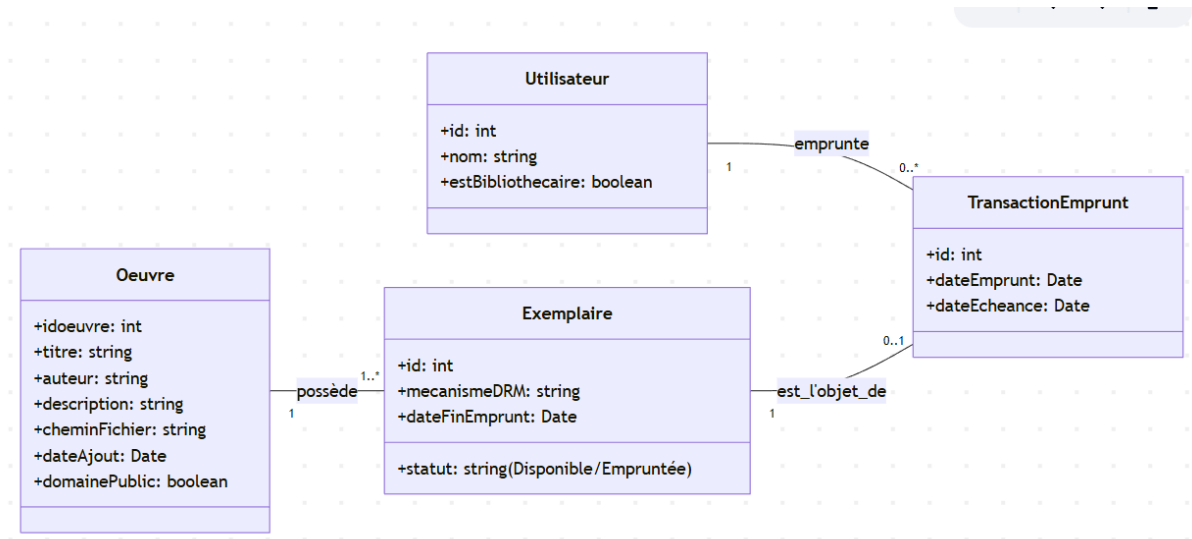 Utilisateur
+id: int
+nom: string
+estBibliothecaire: boolean
1
emprunte
0..*
TransactionEmprunt
+id: int
+dateEmprunt: Date
+dateEcheance: Date
Oeuvre
+idoeuvre: int
+titre: string
+auteur: string
+description: string
+cheminFichier: string
+dateAjout: Date
+domainePublic: boolean
1
possède
1..*
Exemplaire
+id: int
+mecanismeDRM: string
+dateFinEmprunt: Date
+statut: string(Disponible/Empruntée)
1
est_l'objet_de
0..1